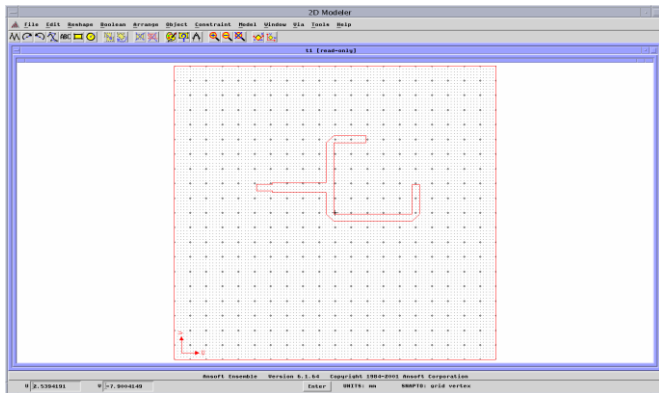 2D Modeler
File Edit Reshape Boolean Arrange Object Constraint Model Window Via Tools Help
ABC
t1 [read-only]
V
U
Ansoft Ensemble Version 6.1.64 Copyright 1984-2001 Ansoft Corporation
U 2.5394191 V -7.9004149 Enter UNITS: mm SNAPTO: grid vertex